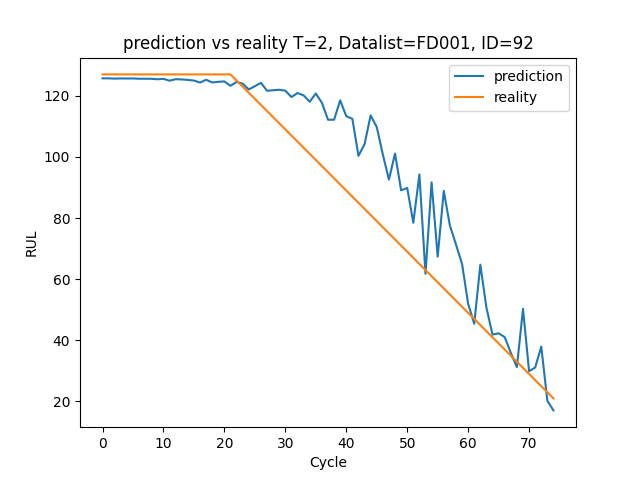 prediction vs reality T=2, Datalist=FD001, ID=92
prediction
reality
120
100
80
60
40
20
RUL
0 10 20 30 40 50 60 70
Cycle